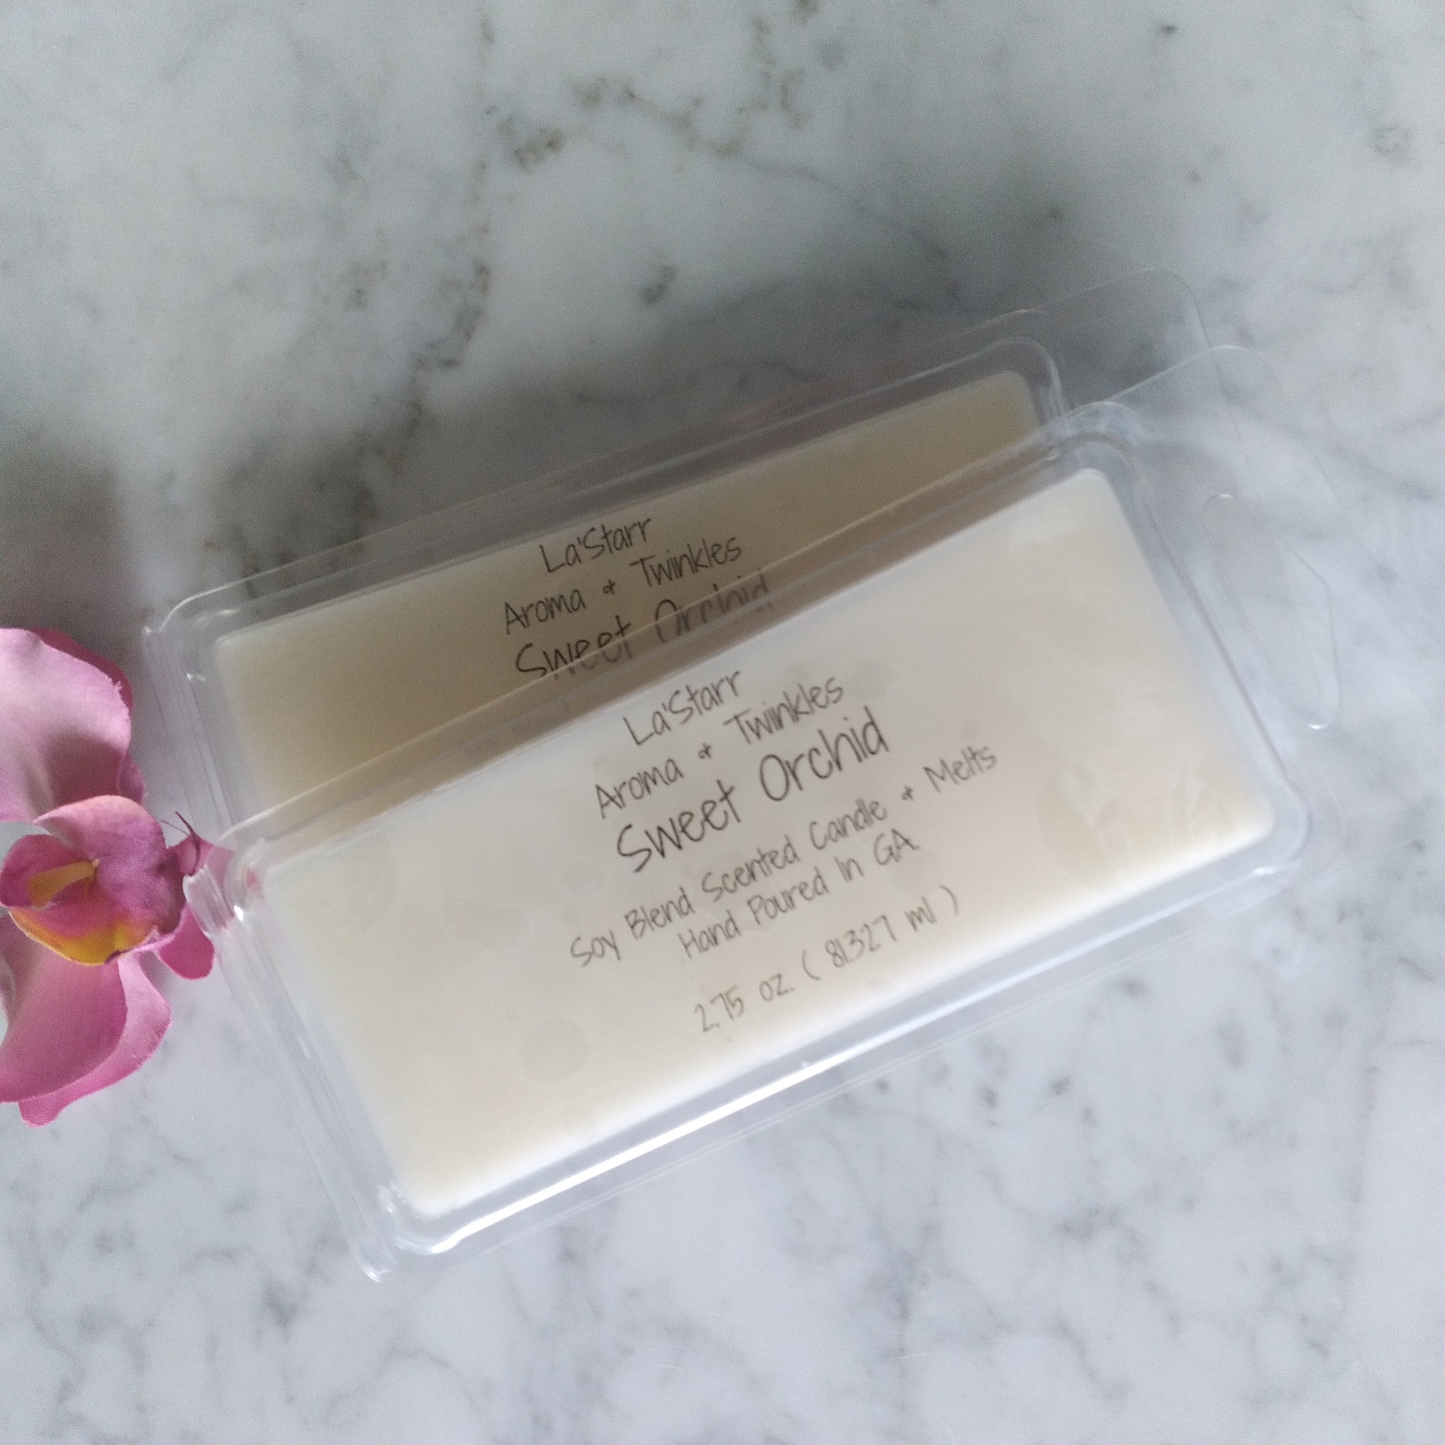 La'Starr
Aroma & Twinkles
Sweet Orchid
La'Starr
Aroma & Twinkles
Sweet Orchid
Soy Blend Scented Candle & Melts
Hand Poured In GA.
2.75 oz. ( 81.327 ml )